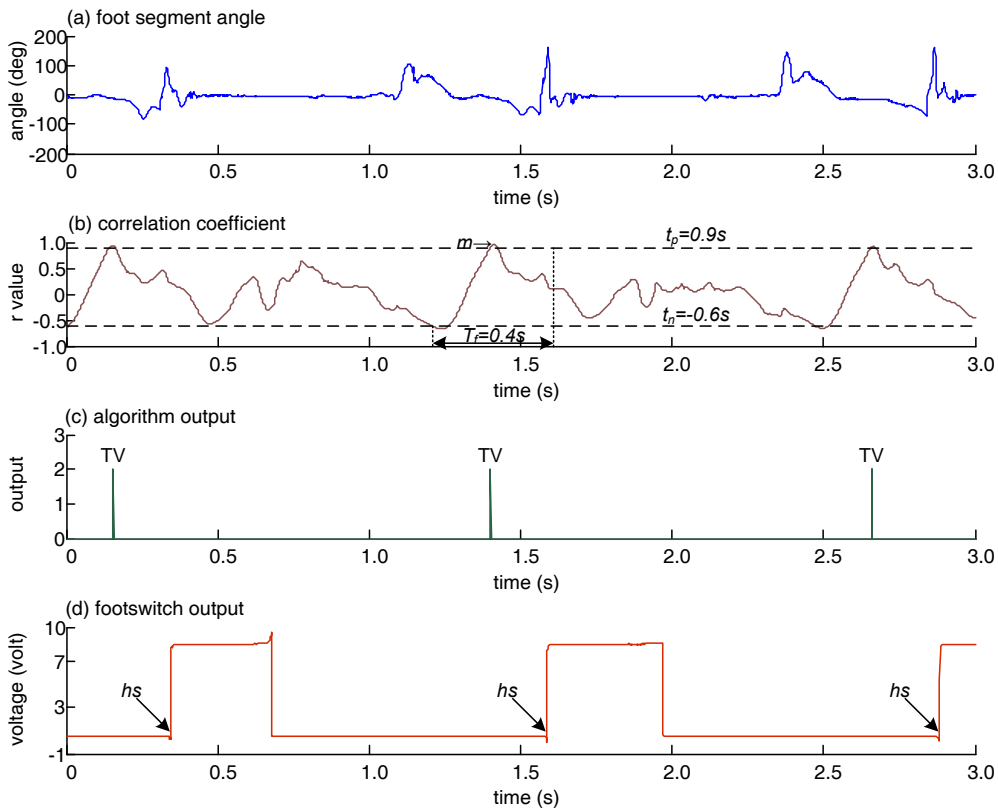 (a) foot segment angle
200
100
0
-100
-200
angle (deg)
0 0.5 1.0 1.5 2.0 2.5 3.0
time (s)
(b) correlation coefficient
1.0
0.5
0
-0.5
-1.0
r value
m→
tp=0.9s
tn=-0.6s
Tf=0.4s
0 0.5 1.0 1.5 2.0 2.5 3.0
time (s)
(c) algorithm output
3
2
1
0
output
TV TV TV
0 0.5 1.0 1.5 2.0 2.5 3.0
time (s)
(d) footswitch output
10
7
3
-1
voltage (volt)
hs hs hs
0 0.5 1.0 1.5 2.0 2.5 3.0
time (s)